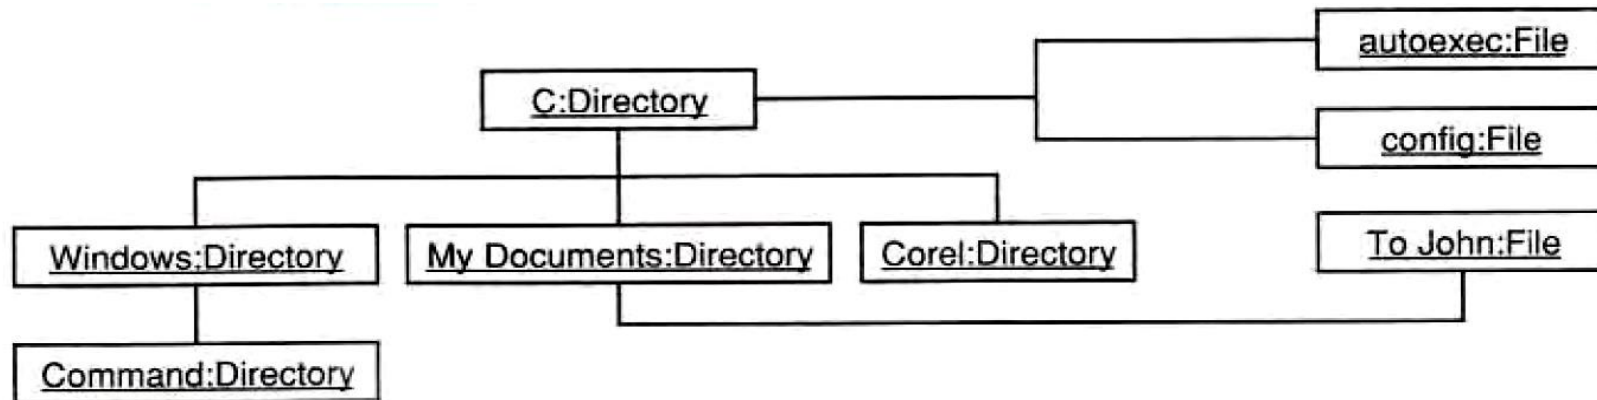 autoexec:File
C:Directory
config:File
Windows:Directory
My Documents:Directory
Corel:Directory
To John:File
Command:Directory